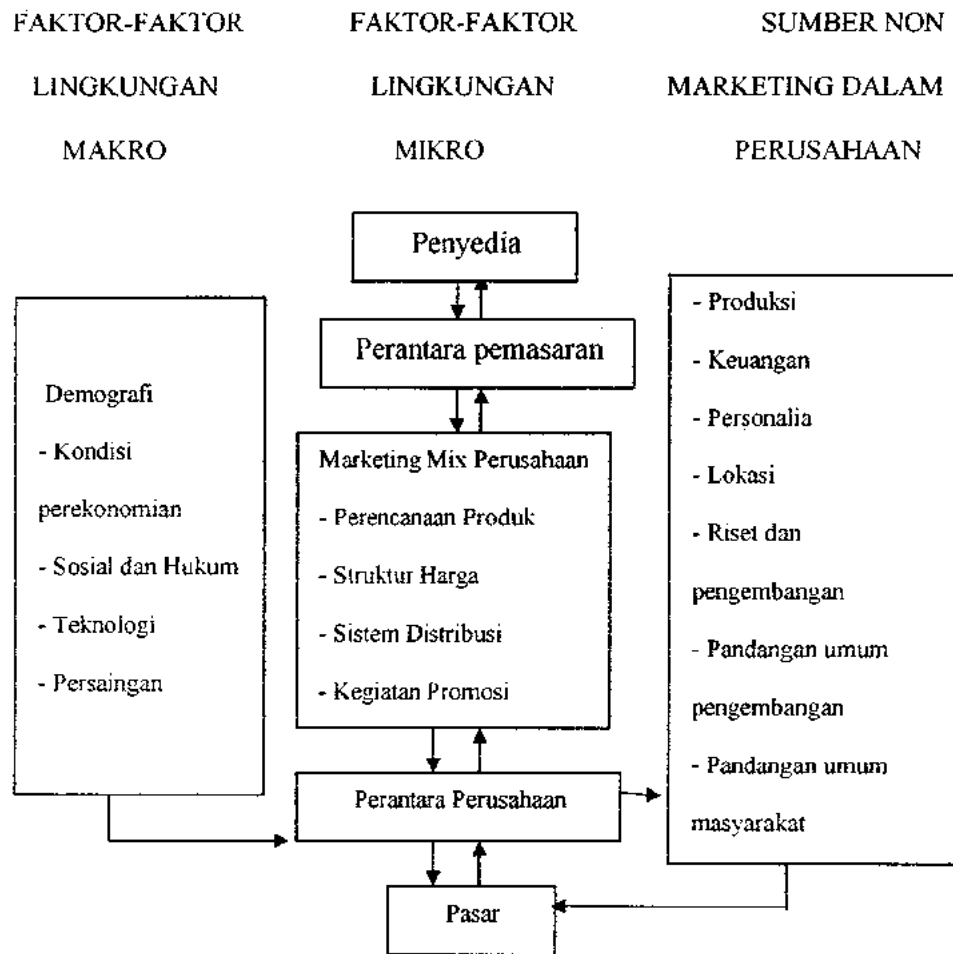 FAKTOR-FAKTOR
LINGKUNGAN
MAKRO
FAKTOR-FAKTOR
LINGKUNGAN
MIKRO
SUMBER NON
MARKETING DALAM
PERUSAHAAN
Demografi
- Kondisi
perekonomian
- Sosial dan Hukum
- Teknologi
- Persaingan
Penyedia
Perantara pemasaran
Marketing Mix Perusahaan
- Perencanaan Produk
- Struktur Harga
- Sistem Distribusi
- Kegiatan Promosi
Perantara Perusahaan
Pasar
- Produksi
- Keuangan
- Personalia
- Lokasi
- Riset dan
pengembangan
- Pandangan umum
pengembangan
- Pandangan umum
masyarakat